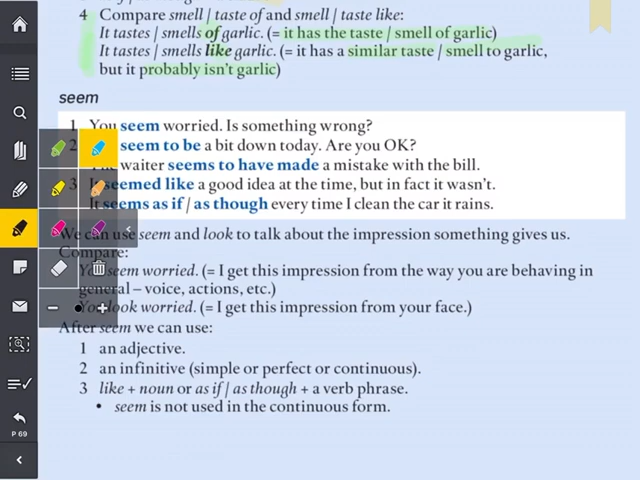 4 Compare smell | taste of and smell | taste like:
It tastes | smells of garlic. (= it has the taste | smell of garlic)
It tastes | smells like garlic. (= it has a similar taste | smell to garlic,
but it probably isn't garlic)
seem
1 You seem worried. Is something wrong?
2 seem to be a bit down today. Are you OK?
waiter seems to have made a mistake with the bill.
3 It seemed like a good idea at the time, but in fact it wasn't.
It seems as if | as though every time I clean the car it rains.
We can use seem and look to talk about the impression something gives us.
Compare:
You seem worried. (= I get this impression from the way you are behaving in
general – voice, actions, etc.)
You look worried. (= I get this impression from your face.)
After seem we can use:
1 an adjective.
2 an infinitive (simple or perfect or continuous).
3 like + noun or as if | as though + a verb phrase.
• seem is not used in the continuous form.
P 69